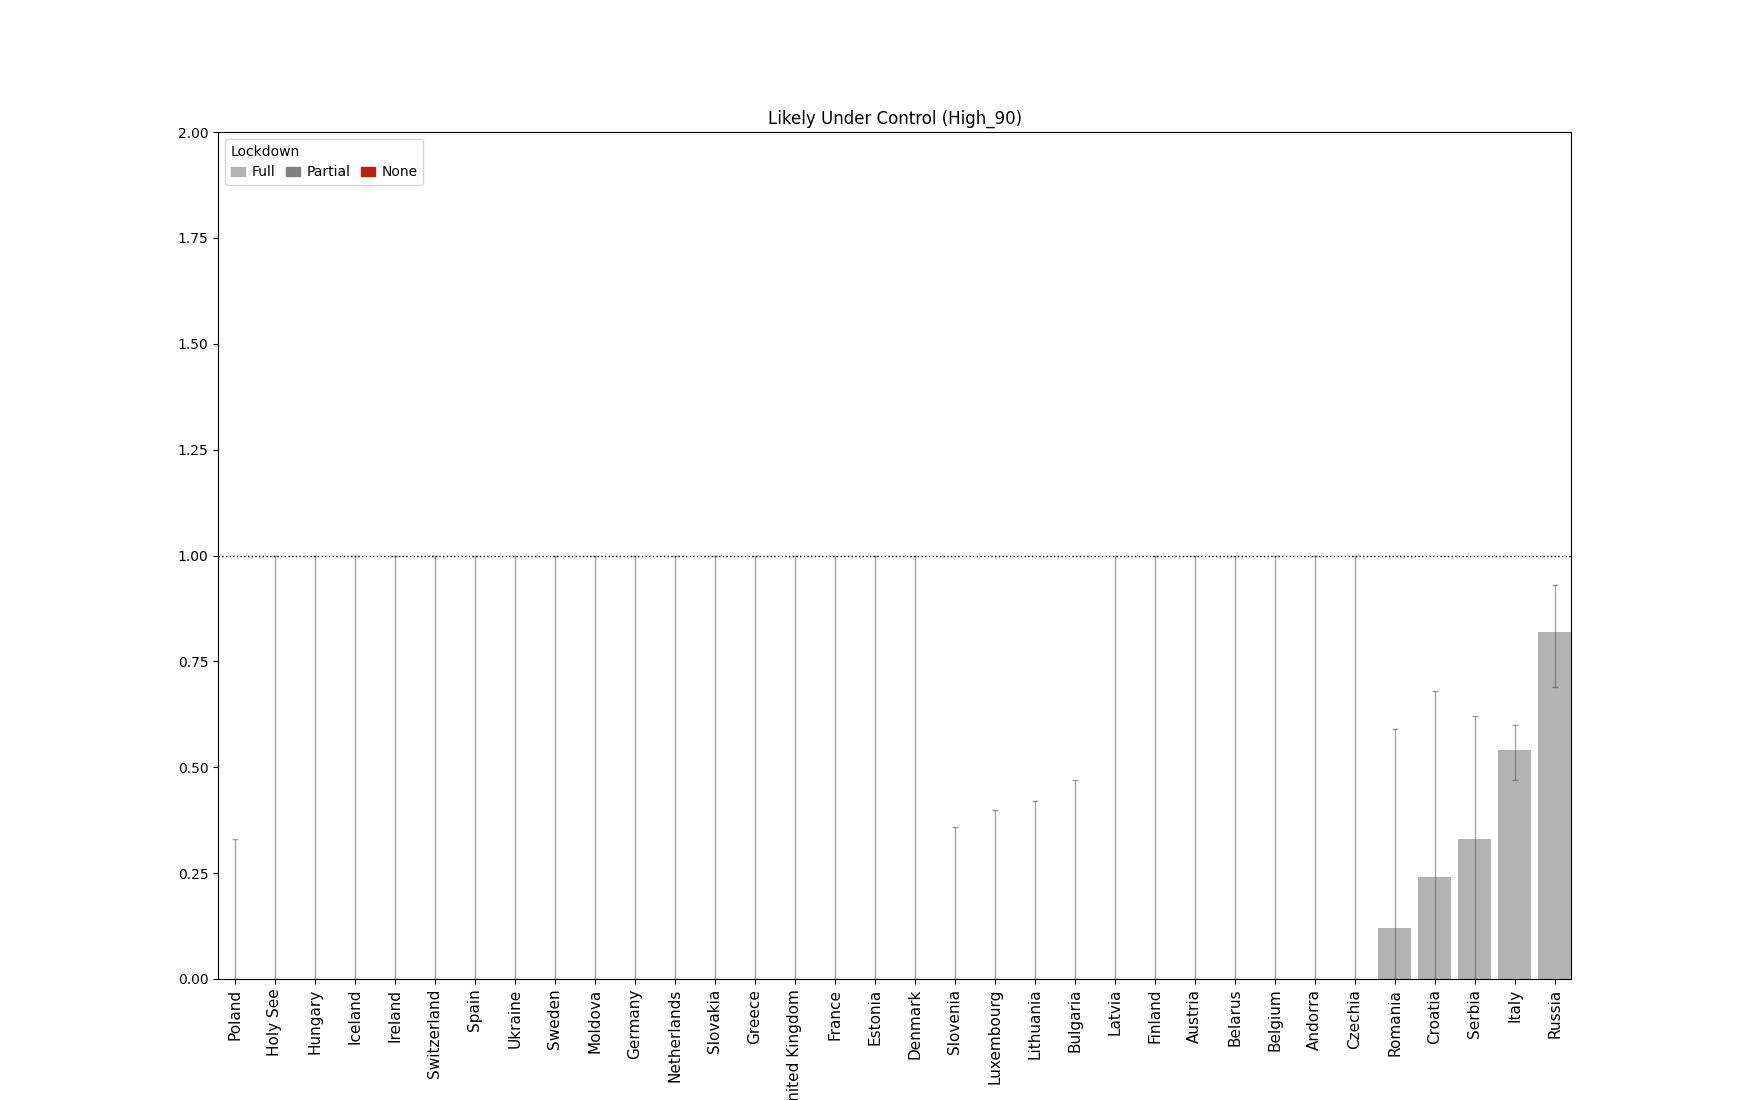 Likely Under Control (High_90)
2.00
Lockdown
Full Partial None
1.75
1.50
1.25
1.00
0.75
0.50
0.25
0.00
Poland
Holy See
Hungary
Iceland
Ireland
Switzerland
Spain
Ukraine
Sweden
Moldova
Germany
Netherlands
Slovakia
Greece
nited Kingdom
France
Estonia
Denmark
Slovenia
Luxembourg
Lithuania
Bulgaria
Latvia
Finland
Austria
Belarus
Belgium
Andorra
Czechia
Romania
Croatia
Serbia
Italy
Russia